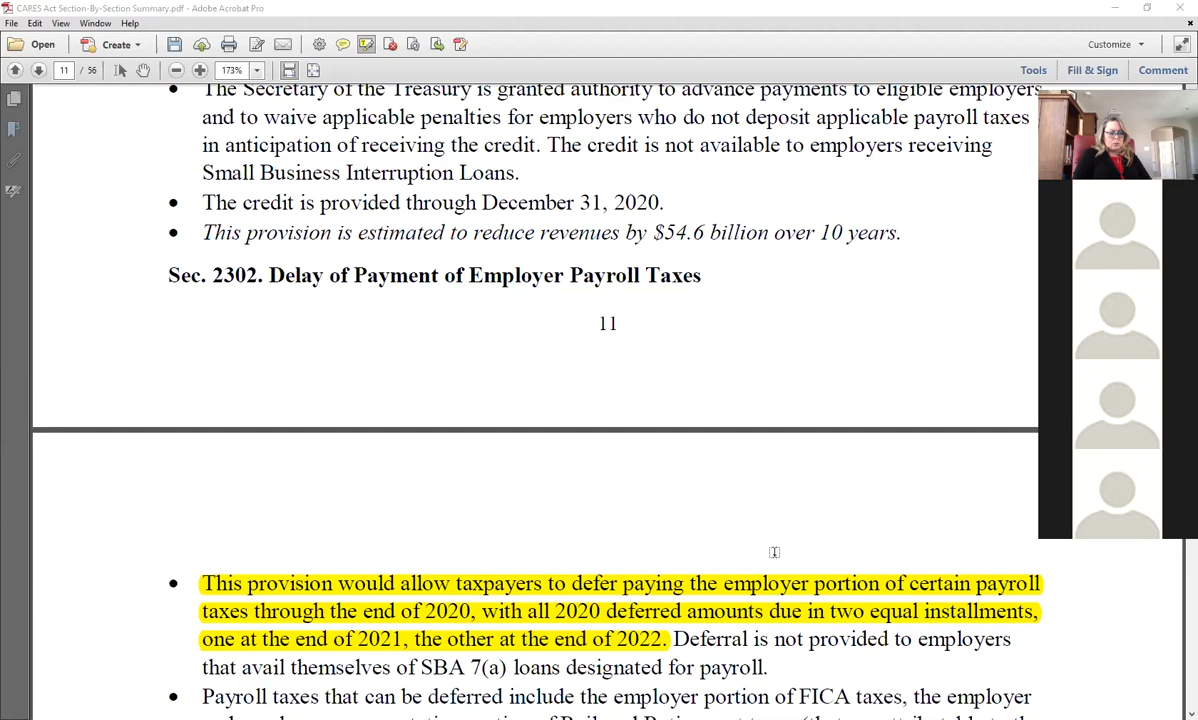 CARES Act Section-By-Section Summary.pdf - Adobe Acrobat Pro
File Edit View Window Help
Open Create Customize
11 / 56 173% Tools Fill & Sign Comment
• The Secretary of the Treasury is granted authority to advance payments to eligible employers
and to waive applicable penalties for employers who do not deposit applicable payroll taxes
in anticipation of receiving the credit. The credit is not available to employers receiving
Small Business Interruption Loans.
• The credit is provided through December 31, 2020.
• This provision is estimated to reduce revenues by $54.6 billion over 10 years.
Sec. 2302. Delay of Payment of Employer Payroll Taxes
11
• This provision would allow taxpayers to defer paying the employer portion of certain payroll
taxes through the end of 2020, with all 2020 deferred amounts due in two equal installments,
one at the end of 2021, the other at the end of 2022. Deferral is not provided to employers
that avail themselves of SBA 7(a) loans designated for payroll.
• Payroll taxes that can be deferred include the employer portion of FICA taxes, the employer